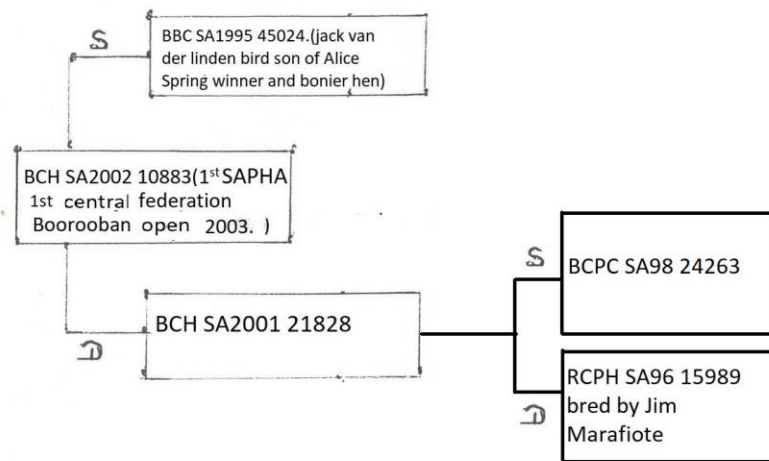 S
BBC SA1995 45024.(jack van
der linden bird son of Alice
Spring winner and bonier hen)
BCH SA2002 10883(1st SAPHA
1st central federation
Boorooban open 2003. )
D
BCH SA2001 21828
S
BCPC SA98 24263
D
RCPH SA96 15989
bred by Jim
Marafiote